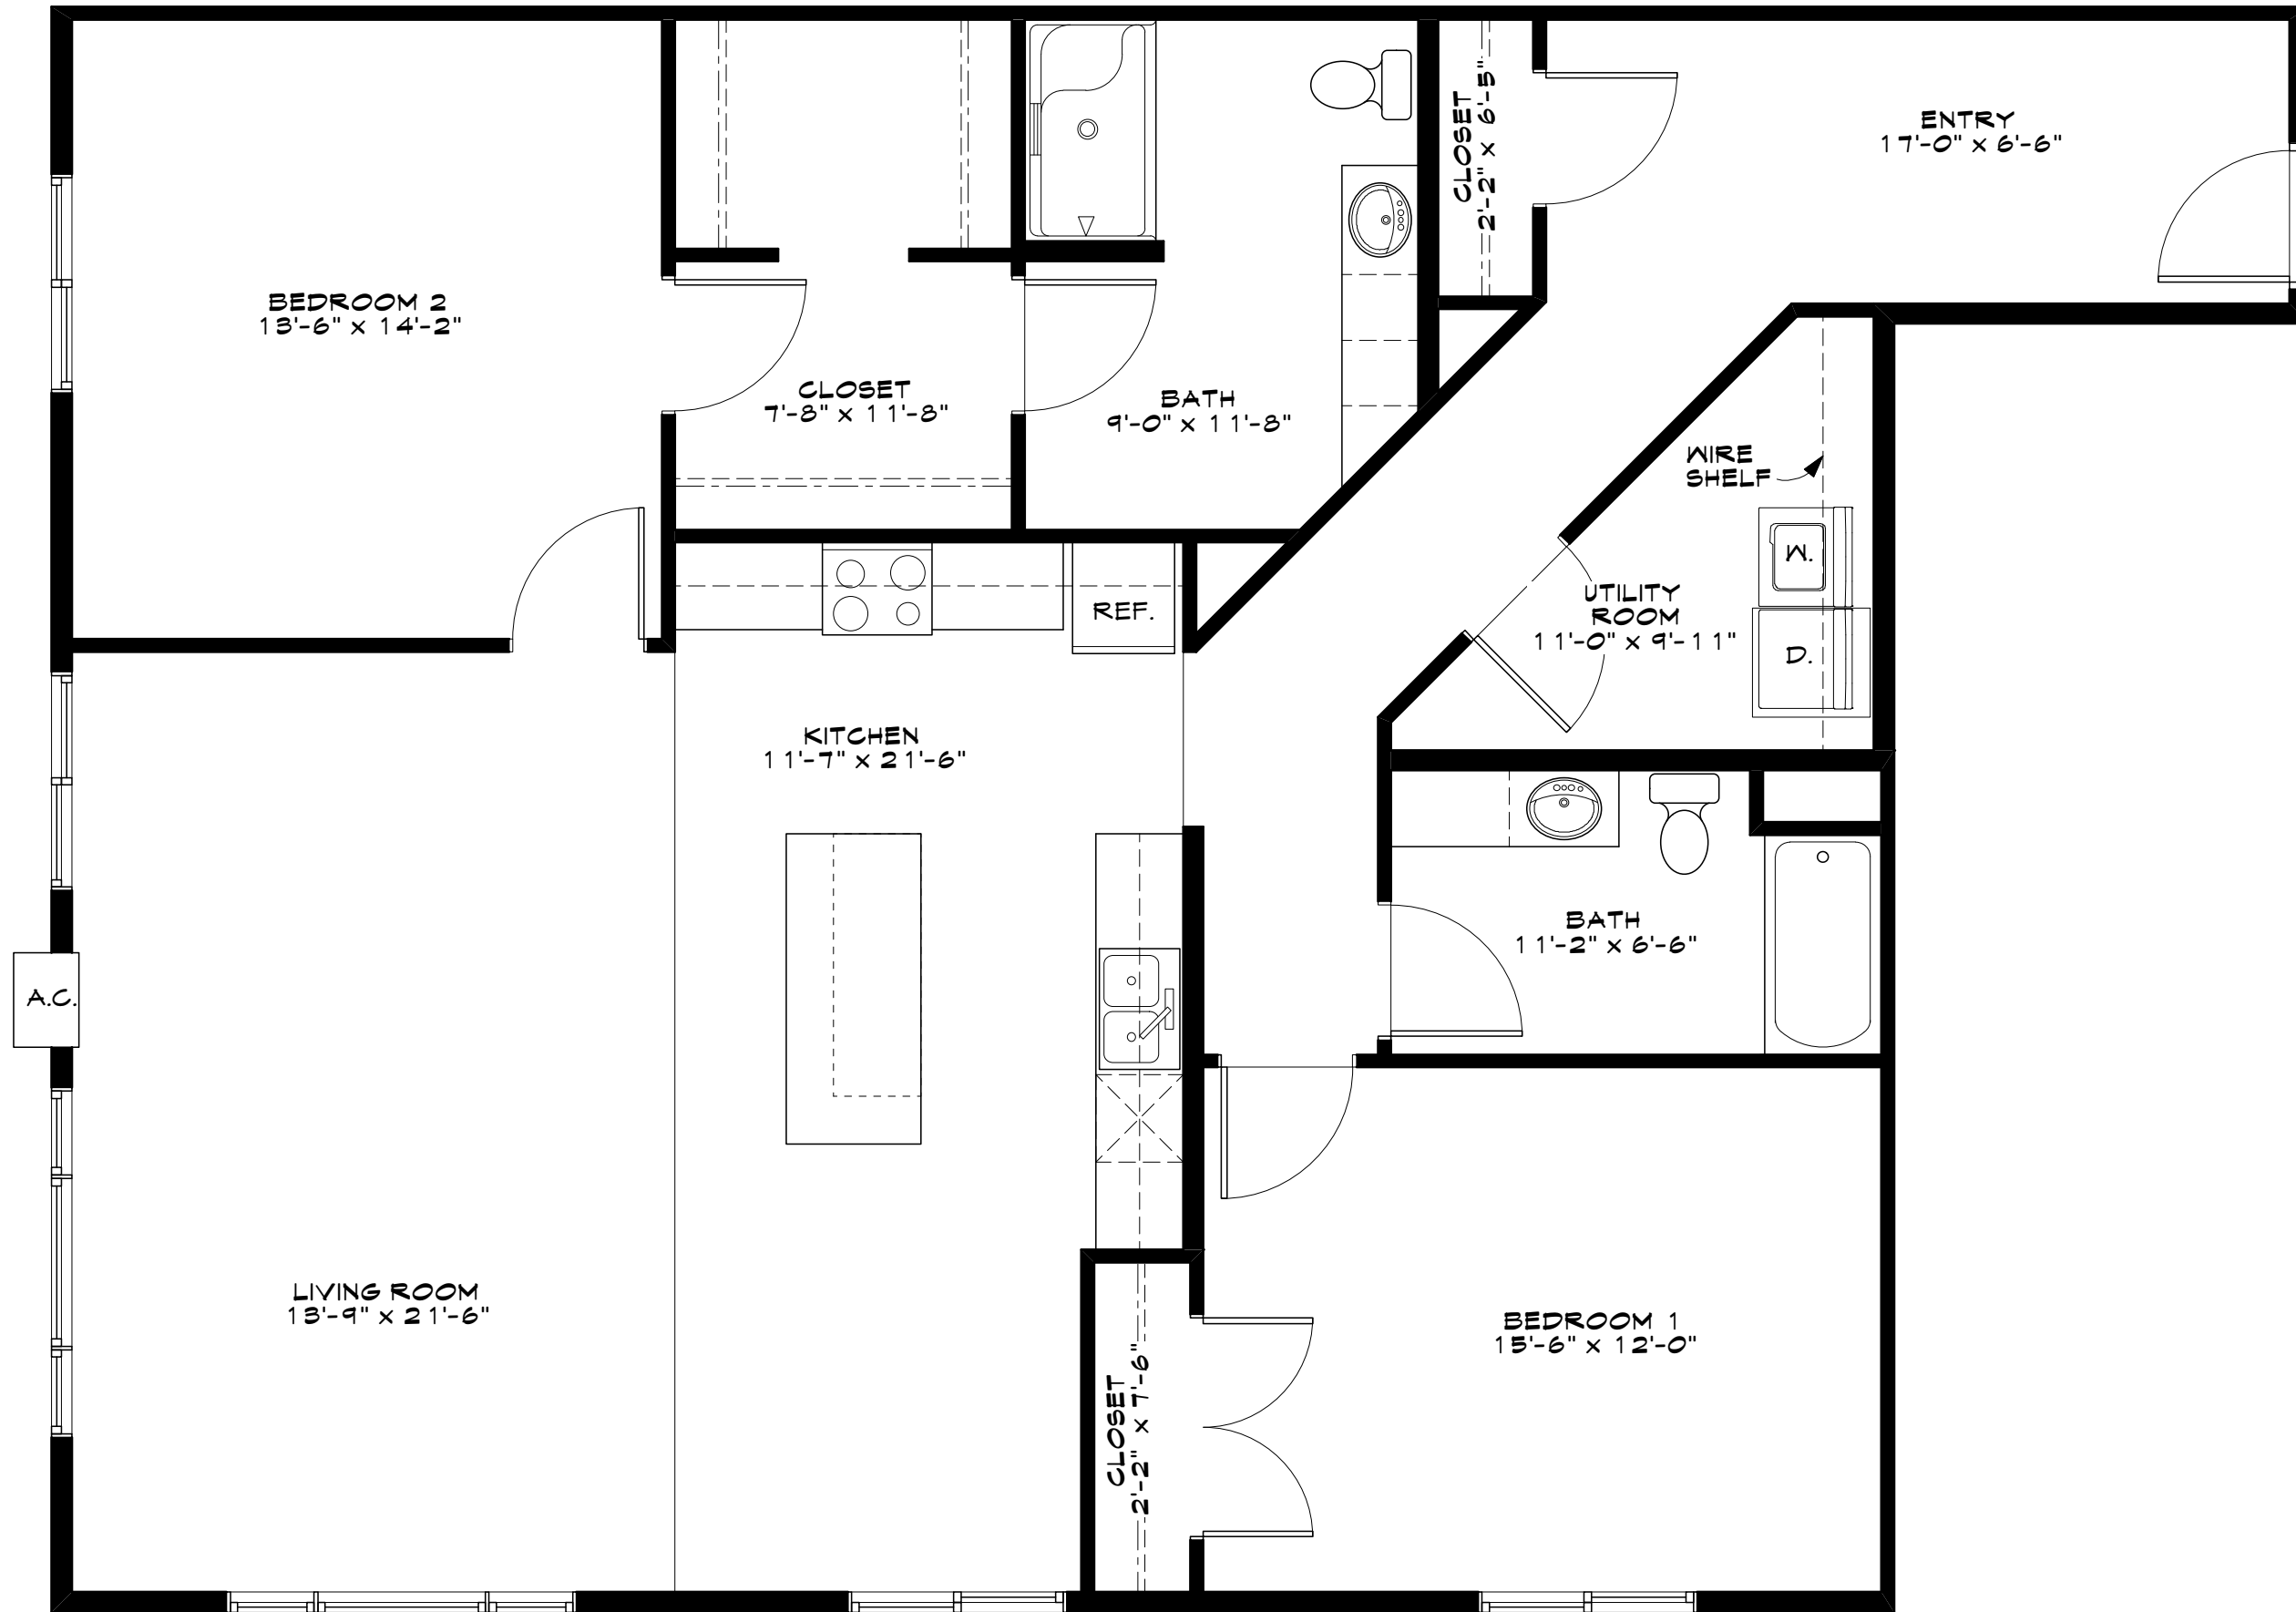 CLOSET
2'-2" x 6'-5"
ENTRY
17'-0" x 6'-6"
BEDROOM 2
13'-6" x 14'-2"
CLOSET
7'-8" x 11'-8"
BATH
9'-0" x 11'-8"
WIRE
SHELF
W.
UTILITY
ROOM
11'-0" x 9'-11"
D.
REF.
KITCHEN
11'-7" x 21'-6"
BATH
11'-2" x 6'-6"
A.C.
LIVING ROOM
13'-9" x 21'-6"
BEDROOM 1
15'-6" x 12'-0"
CLOSET
2'-2" x 7'-6"